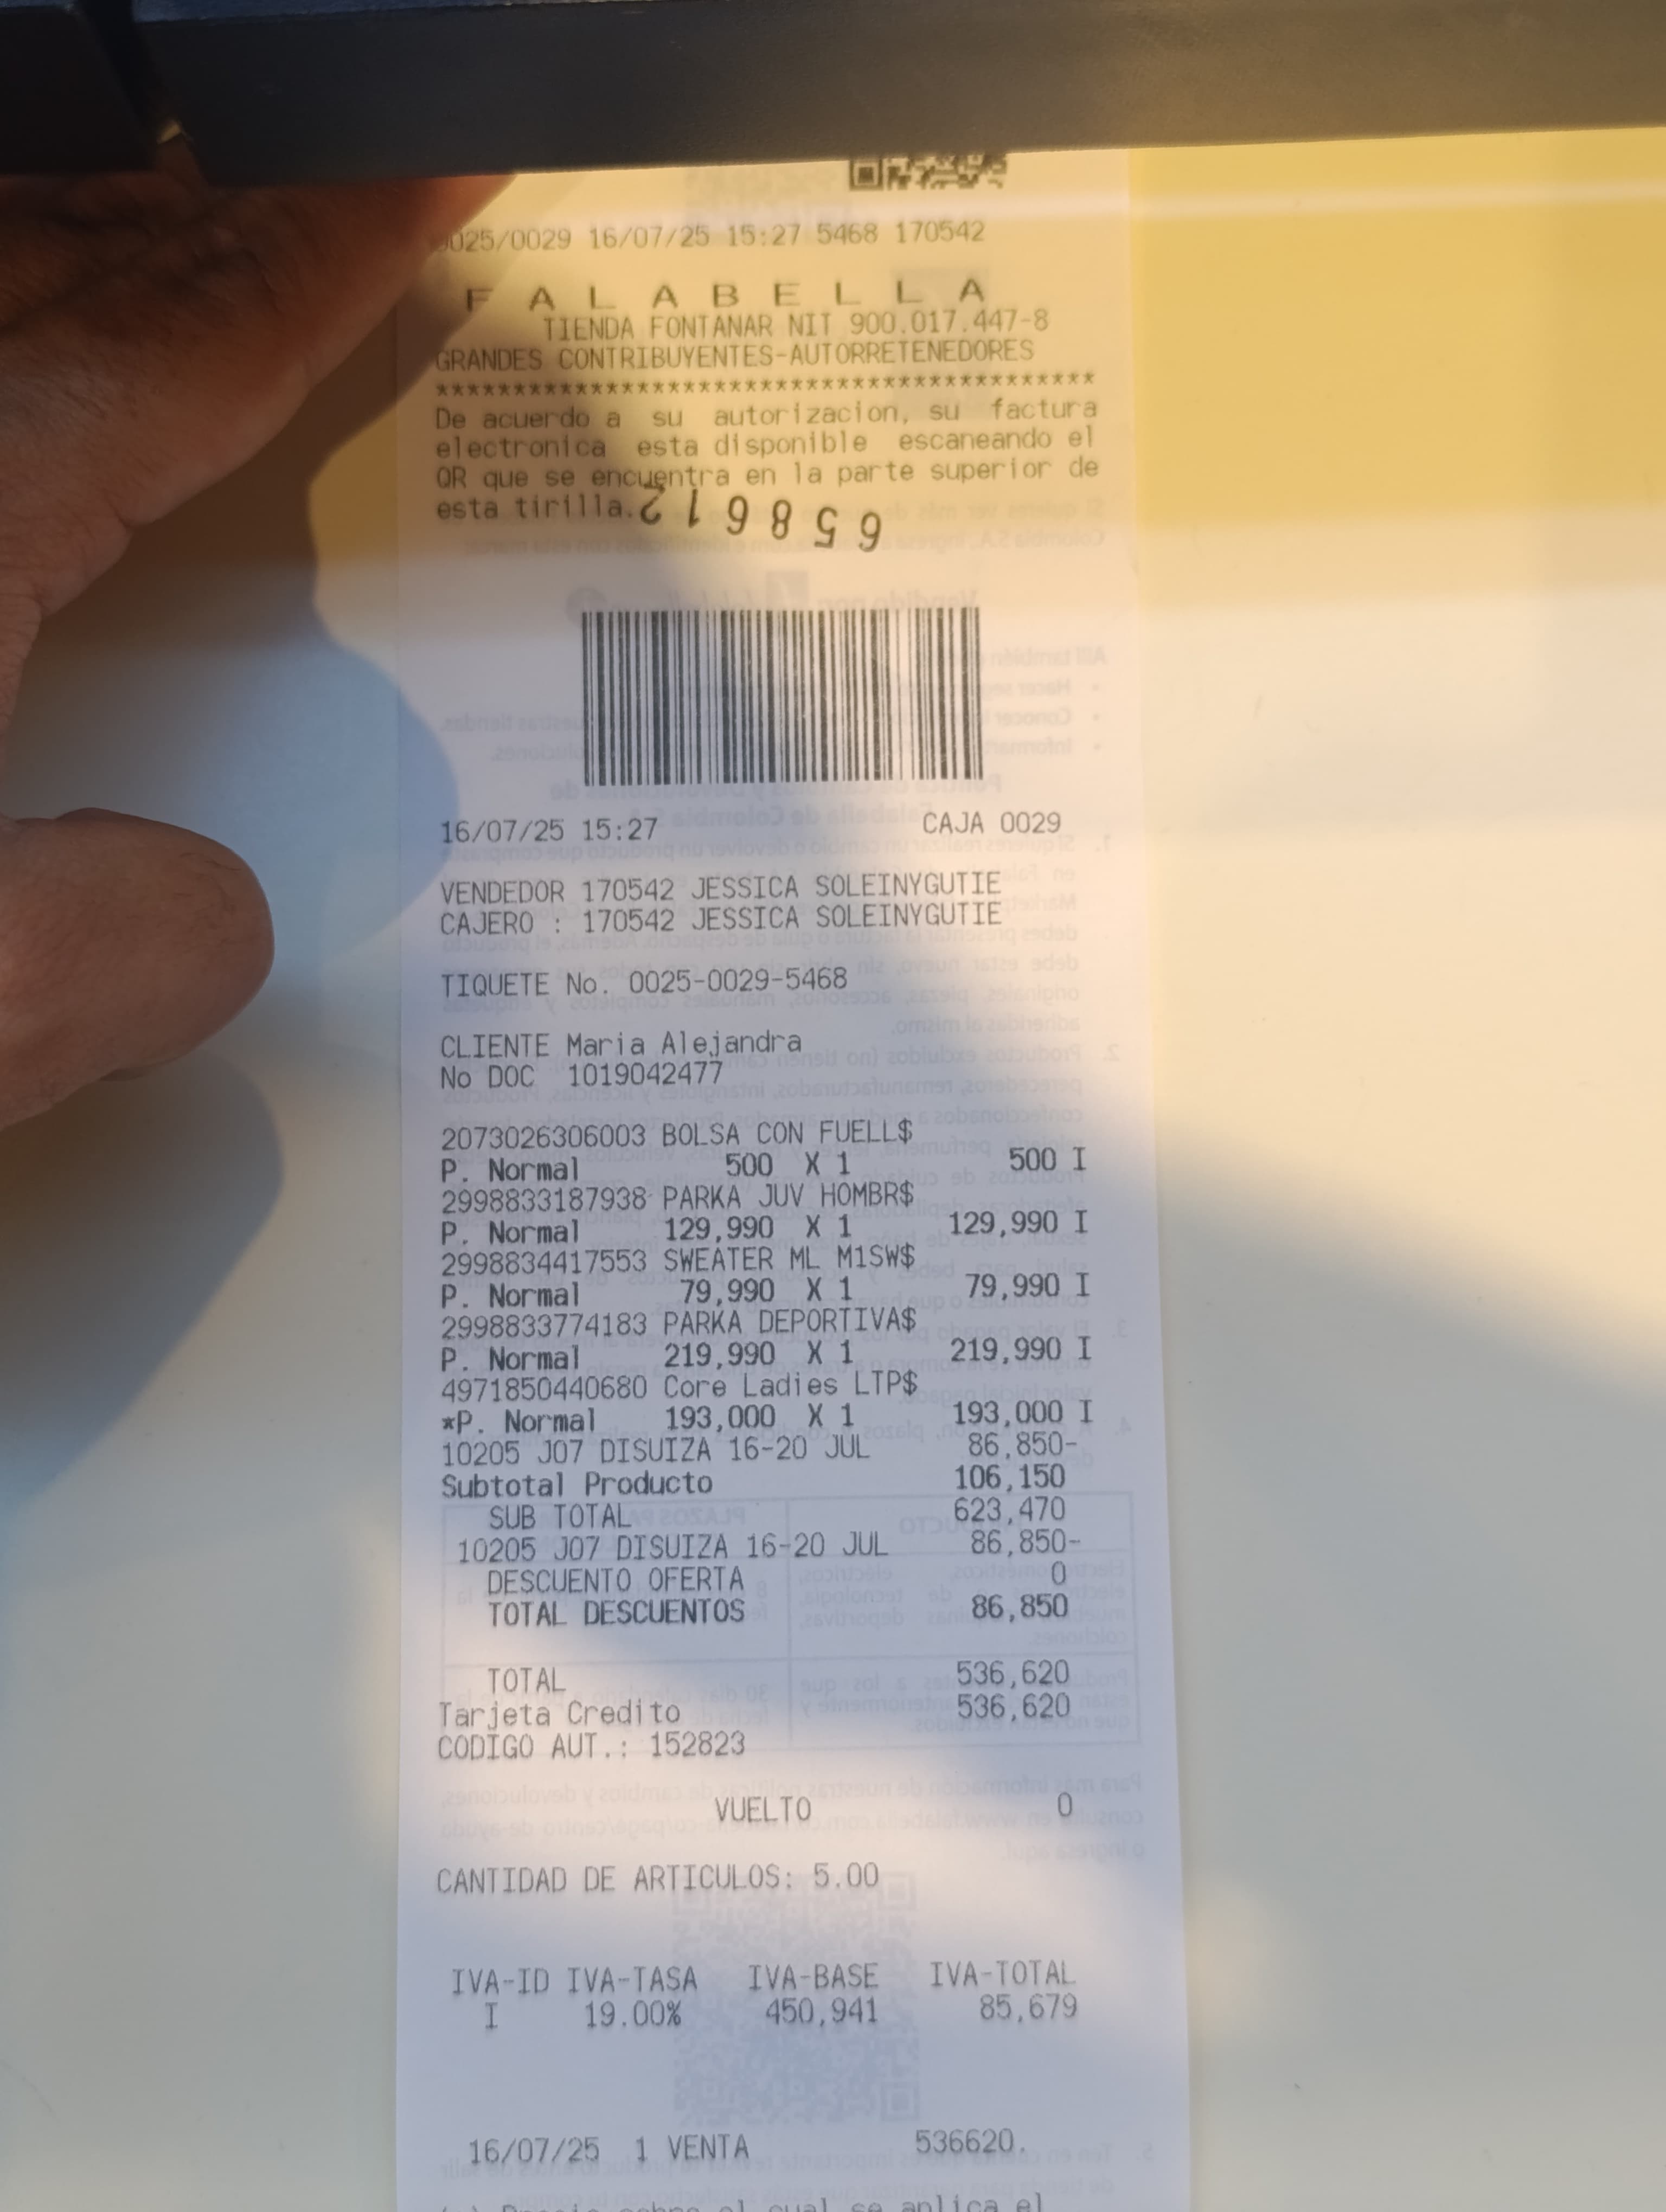 025/0029 16/07/25 15:27 5468 170542
F A L A B E L L A
TIENDA FONTANAR NIT 900.017.447-8
GRANDES CONTRIBUYENTES-AUTORRETENEDORES
******************************************
De acuerdo a su autorizacion, su factura
electronica esta disponible escaneando el
QR que se encuentra en la parte superior de
esta tirilla.
658612
16/07/25 15:27 CAJA 0029
VENDEDOR 170542 JESSICA SOLEINYGUTIE
CAJERO : 170542 JESSICA SOLEINYGUTIE
TIQUETE No. 0025-0029-5468
CLIENTE Maria Alejandra
No DOC 1019042477
2073026306003 BOLSA CON FUELL$
P. Normal 500 X 1 500 I
2998833187938 PARKA JUV HOMBR$
P. Normal 129,990 X 1 129,990 I
2998834417553 SWEATER ML M1SW$
P. Normal 79,990 X 1 79,990 I
2998833774183 PARKA DEPORTIVA$
P. Normal 219,990 X 1 219,990 I
4971850440680 Core Ladies LTP$
*P. Normal 193,000 X 1 193,000 I
10205 J07 DISUIZA 16-20 JUL 86,850-
Subtotal Producto 106,150
SUB TOTAL 623,470
10205 J07 DISUIZA 16-20 JUL 86,850-
DESCUENTO OFERTA 0
TOTAL DESCUENTOS 86,850
TOTAL 536,620
Tarjeta Credito 536,620
CODIGO AUT.: 152823
VUELTO 0
CANTIDAD DE ARTICULOS: 5.00
IVA-ID IVA-TASA IVA-BASE IVA-TOTAL
I 19.00% 450,941 85,679
16/07/25 1 VENTA 536620.
sobre el cual se aplica el